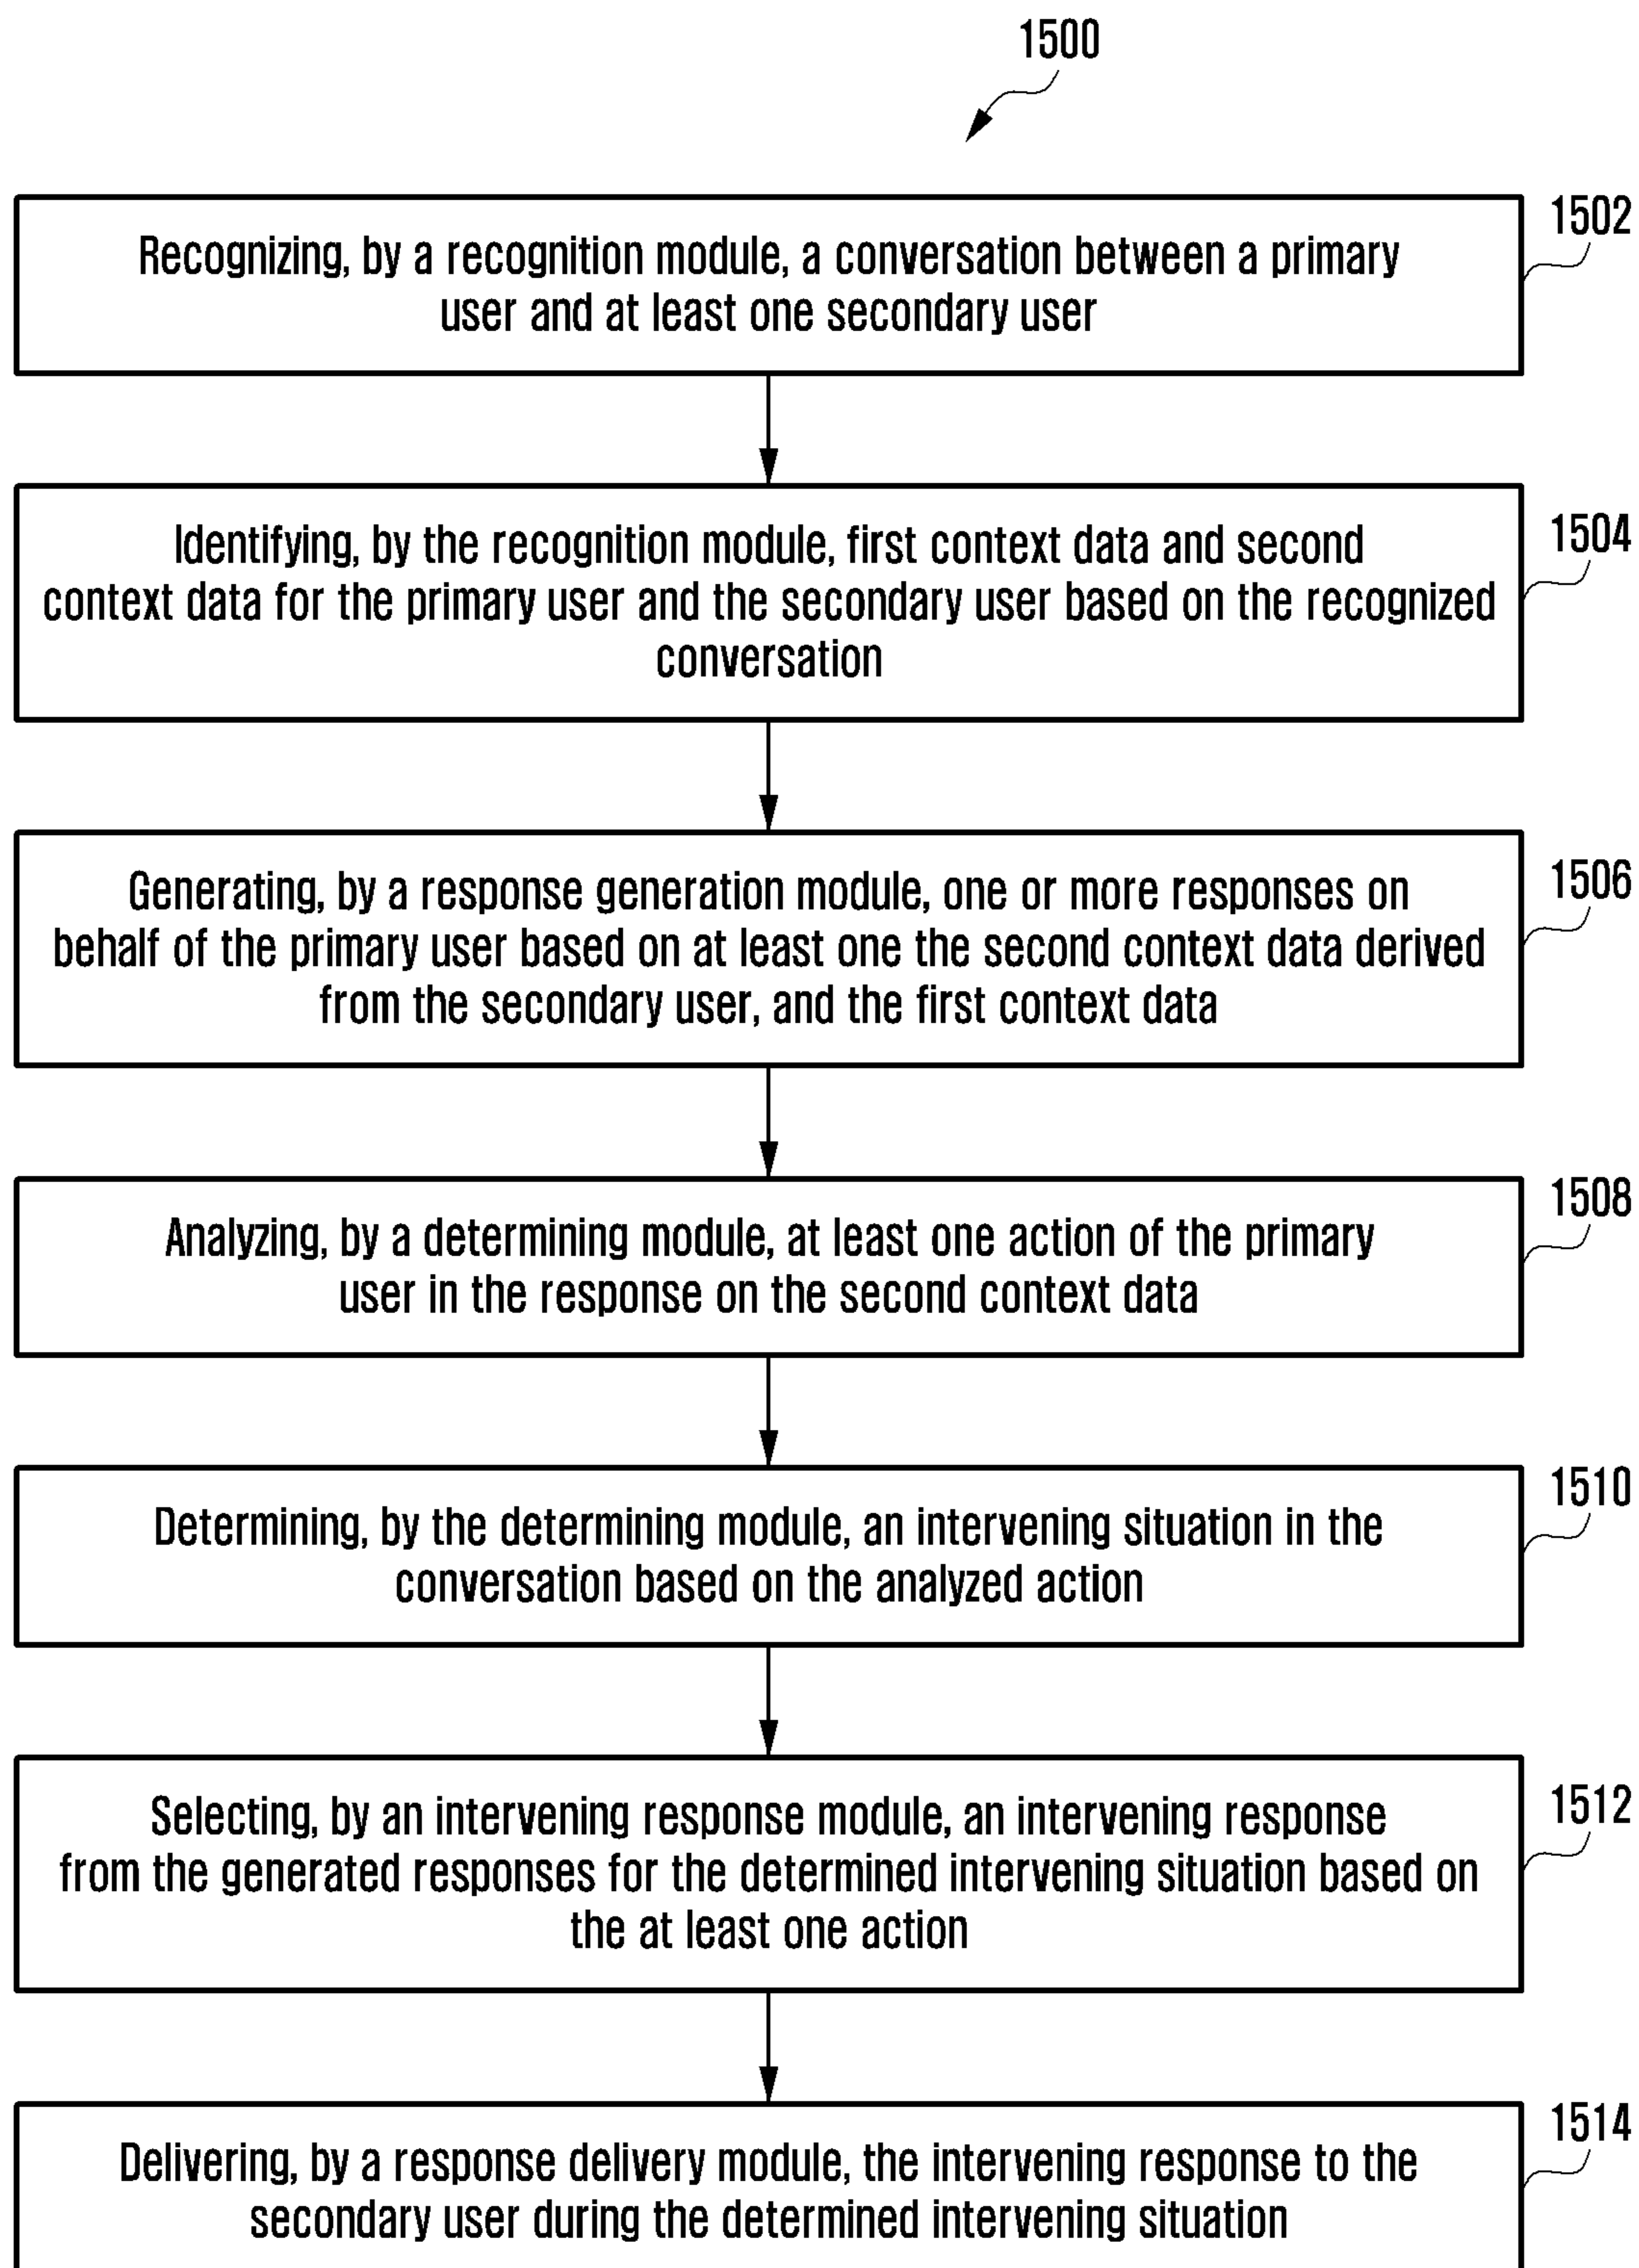 1500
1502
Recognizing, by a recognition module, a conversation between a primary
user and at least one secondary user
1504
Identifying, by the recognition module, first context data and second
context data for the primary user and the secondary user based on the recognized
conversation
1506
Generating, by a response generation module, one or more responses on
behalf of the primary user based on at least one the second context data derived
from the secondary user, and the first context data
1508
Analyzing, by a determining module, at least one action of the primary
user in the response on the second context data
1510
Determining, by the determining module, an intervening situation in the
conversation based on the analyzed action
1512
Selecting, by an intervening response module, an intervening response
from the generated responses for the determined intervening situation based on
the at least one action
1514
Delivering, by a response delivery module, the intervening response to the
secondary user during the determined intervening situation